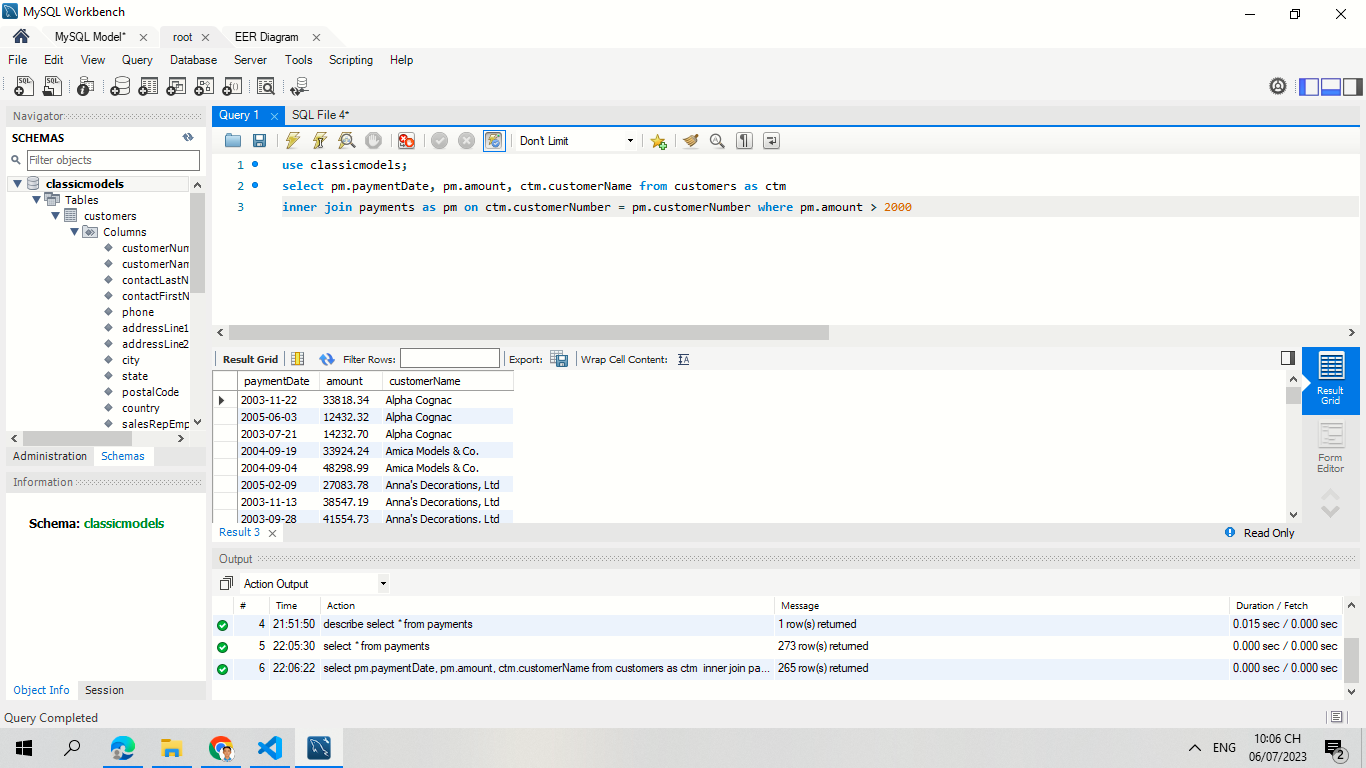 MySQL Workbench
MySQL Model* root EER Diagram
File Edit View Query Database Server Tools Scripting Help
Navigator
SCHEMAS
Filter objects
classicmodels
Tables
customers
Columns
customerNum
customerNam
contactLastN
contactFirstN
phone
addressLine1
addressLine2
city
state
postalCode
country
salesRepEmp
Administration Schemas
Information
Schema: classicmodels
Object Info Session
Query 1 SQL File 4*
Don't Limit
1 use classicmodels;
2 select pm.paymentDate, pm.amount, ctm.customerName from customers as ctm
3 inner join payments as pm on ctm.customerNumber = pm.customerNumber where pm.amount > 2000
Result Grid Filter Rows: Export: Wrap Cell Content:
paymentDate amount customerName
2003-11-22 33818.34 Alpha Cognac
2005-06-03 12432.32 Alpha Cognac
2003-07-21 14232.70 Alpha Cognac
2004-09-19 33924.24 Amica Models & Co.
2004-09-04 48298.99 Amica Models & Co.
2005-02-09 27083.78 Anna's Decorations, Ltd
2003-11-13 38547.19 Anna's Decorations, Ltd
2003-09-28 41554.73 Anna's Decorations, Ltd
Result Grid
Form Editor
Result 3 Read Only
Output
Action Output
# Time Action Message Duration / Fetch
4 21:51:50 describe select * from payments 1 row(s) returned 0.015 sec / 0.000 sec
5 22:05:30 select * from payments 273 row(s) returned 0.000 sec / 0.000 sec
6 22:06:22 select pm.paymentDate, pm.amount, ctm.customerName from customers as ctm inner join pa... 265 row(s) returned 0.000 sec / 0.000 sec
Query Completed
ENG 10:06 CH
06/07/2023
2